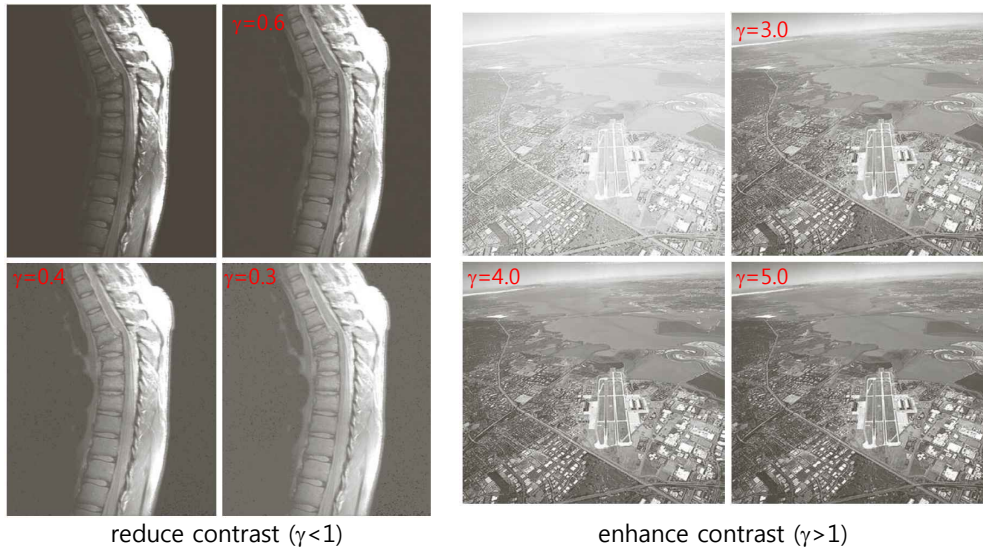 γ=0.6
γ=0.4
γ=0.3
reduce contrast (γ<1)
γ=3.0
γ=4.0
γ=5.0
enhance contrast (γ>1)